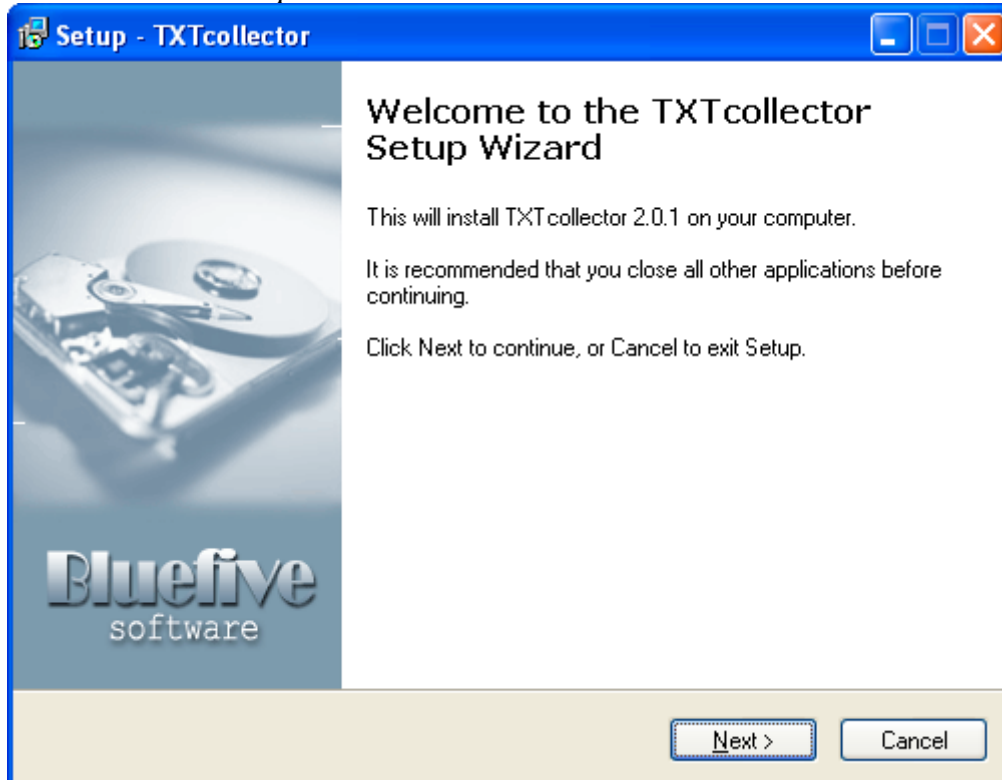 Setup - TXTcollector
Welcome to the TXTcollector
Setup Wizard
This will install TXTcollector 2.0.1 on your computer.
It is recommended that you close all other applications before
continuing.
Click Next to continue, or Cancel to exit Setup.
Bluefive
software
Next >
Cancel